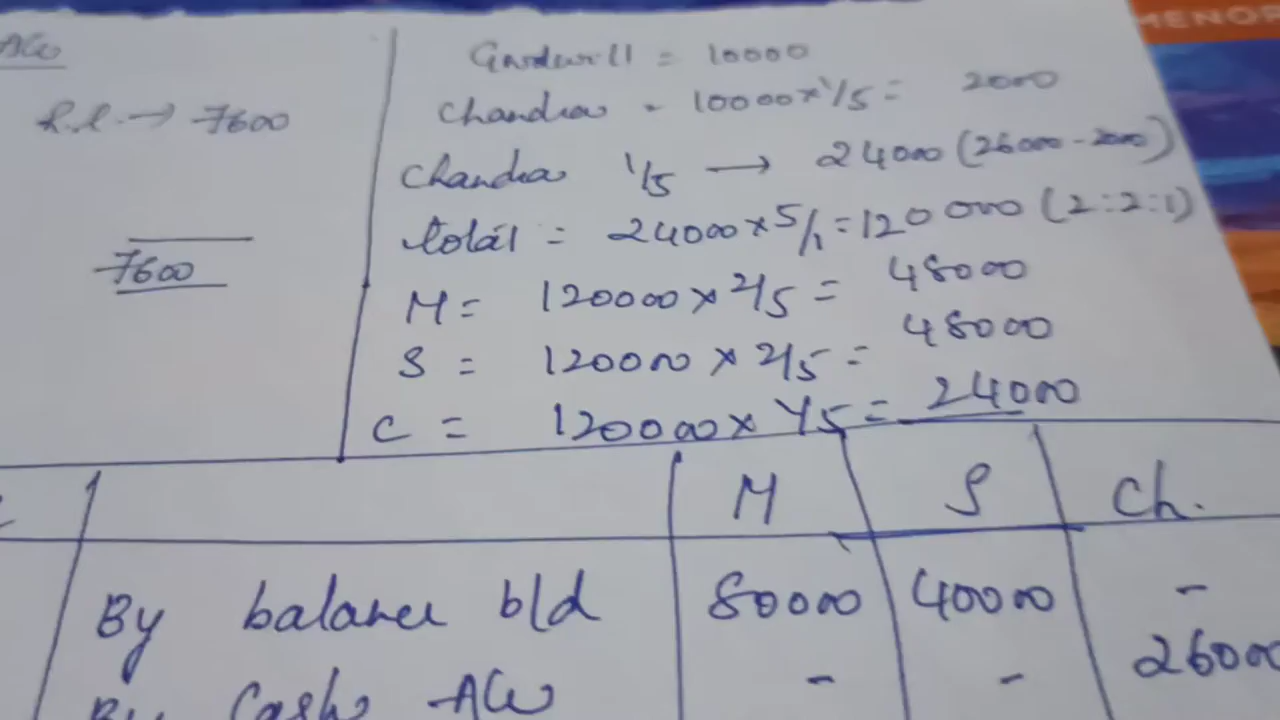 A/c
→ 7600
7600
Goodwill = 10000
Chandra = 10000 x 1/5 = 2000
Chandra 1/5 → 24000 (26000 - 2000)
total = 24000 x 5/1 = 120000 (2:2:1)
M = 120000 x 2/5 = 48000
S = 120000 x 2/5 = 48000
C = 120000 x 1/5 = 24000
M S Ch.
By balance b/d 80000 40000 -
By Cash A/c - - 26000
MENOR